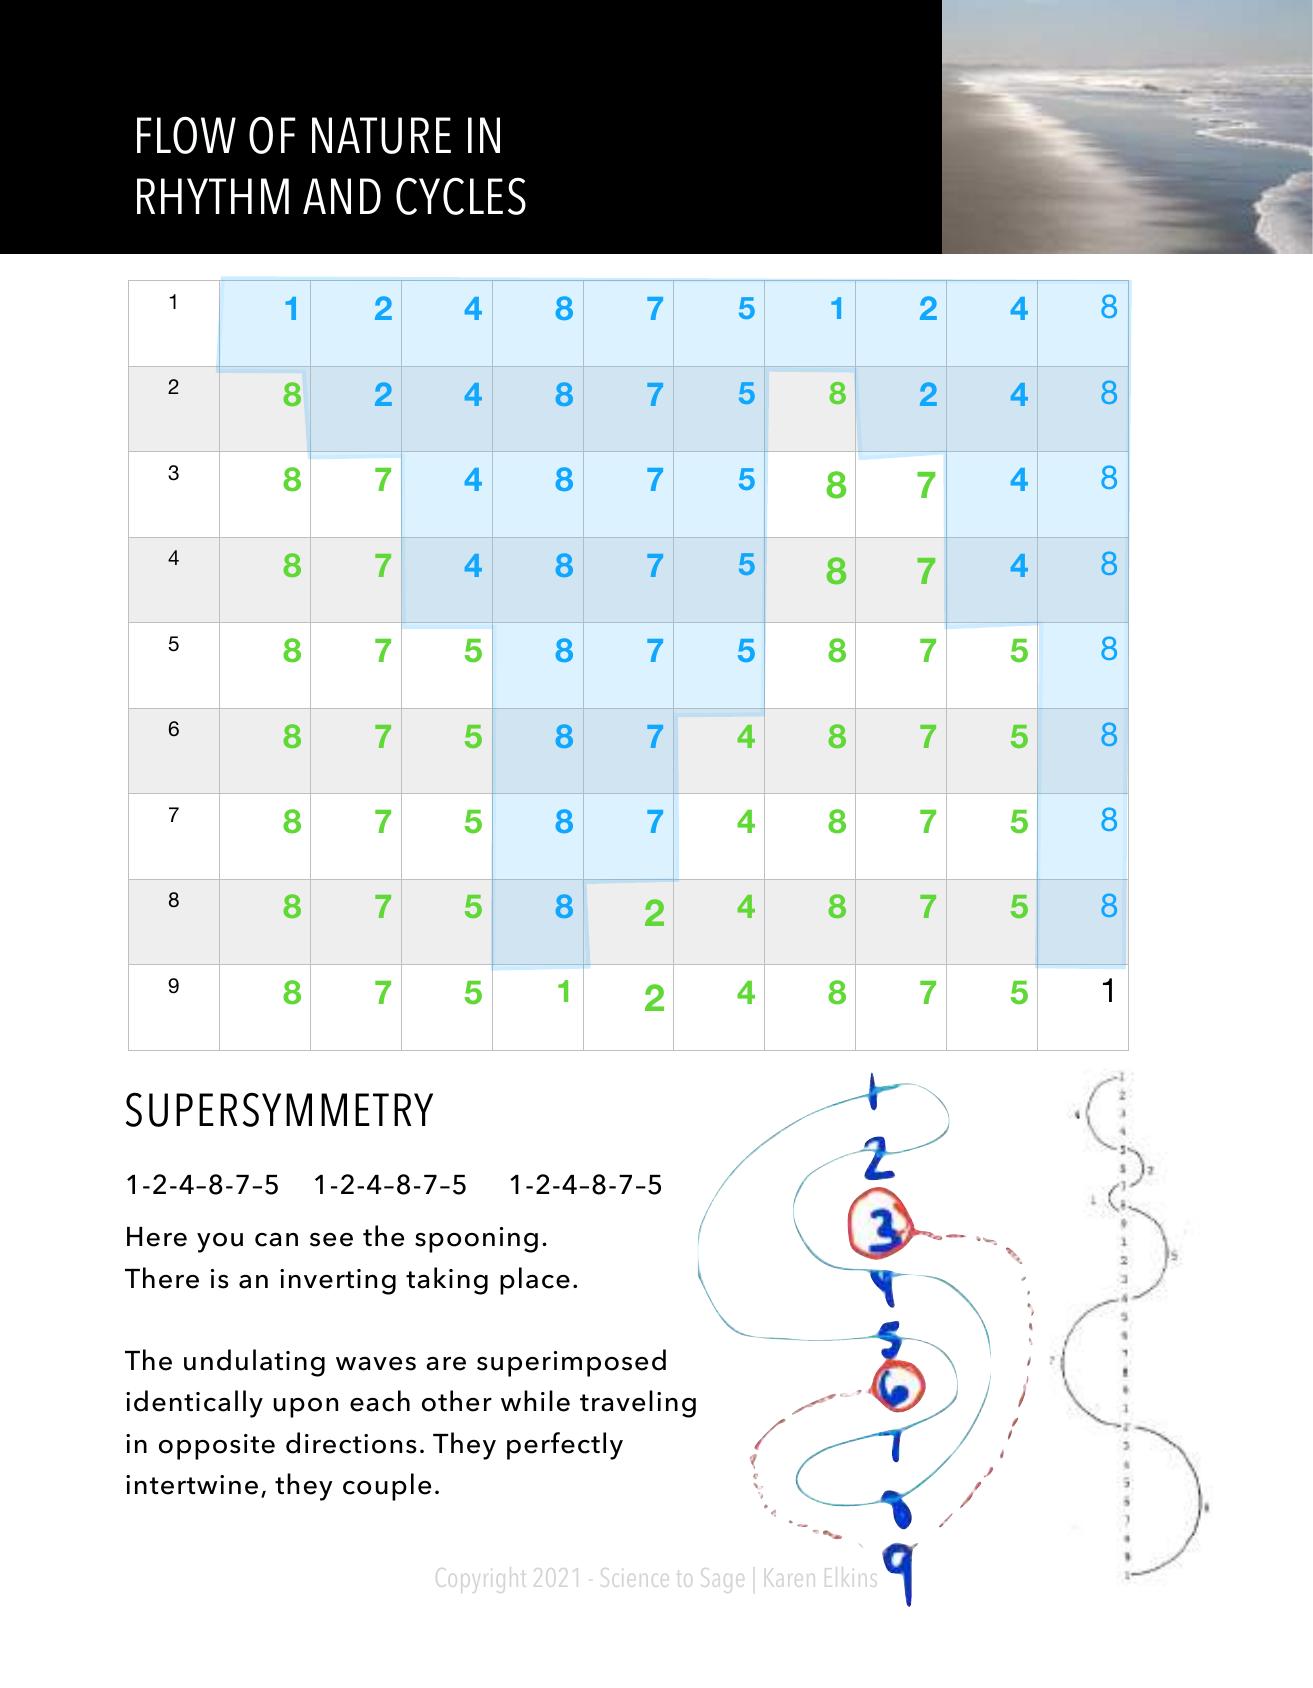 FLOW OF NATURE IN
RHYTHM AND CYCLES
1 1 2 4 8 7 5 1 2 4 8
2 8 2 4 8 7 5 8 2 4 8
3 8 7 4 8 7 5 8 7 4 8
4 8 7 4 8 7 5 8 7 4 8
5 8 7 5 8 7 5 8 7 5 8
6 8 7 5 8 7 4 8 7 5 8
7 8 7 5 8 7 4 8 7 5 8
8 8 7 5 8 2 4 8 7 5 8
9 8 7 5 1 2 4 8 7 5 1
SUPERSYMMETRY
1-2-4–8-7–5 1-2-4–8-7–5 1-2-4–8-7–5
Here you can see the spooning.
There is an inverting taking place.
The undulating waves are superimposed
identically upon each other while traveling
in opposite directions. They perfectly
intertwine, they couple.
1
2
3
4
5
6
7
8
9
Copyright 2021 - Science to Sage | Karen Elkins